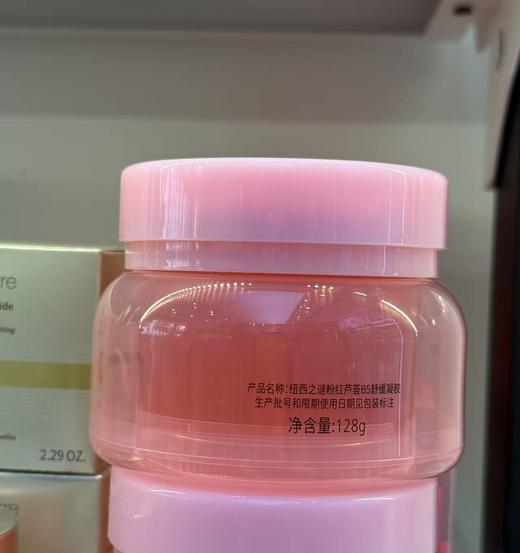 产品名称:纽西之谜粉红芦荟B5舒缓凝胶
生产批号和限期使用日期见包装标注
净含量:128g
2.29 OZ.